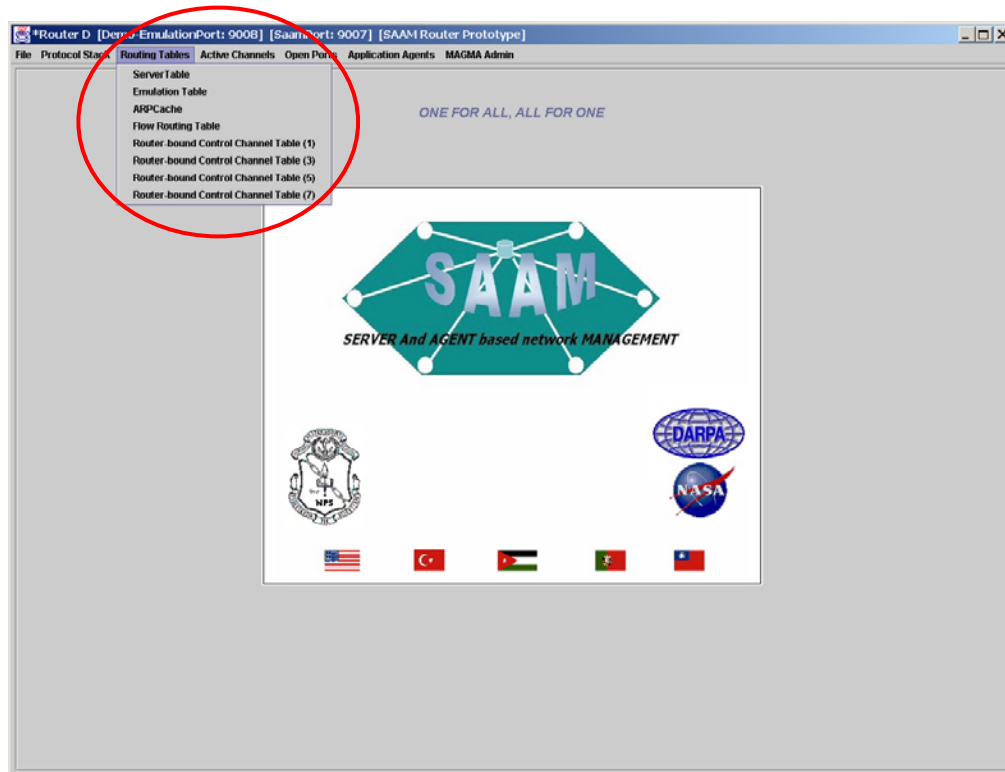 *Router D [Demo-EmulationPort: 9008] [SaamPort: 9007] [SAAM Router Prototype]
File Protocol Stack Routing Tables Active Channels Open Ports Application Agents MAGMA Admin
ServerTable
Emulation Table
ARPCache
Flow Routing Table
Router-bound Control Channel Table (1)
Router-bound Control Channel Table (3)
Router-bound Control Channel Table (5)
Router-bound Control Channel Table (7)
ONE FOR ALL, ALL FOR ONE
SAAM
SERVER And AGENT based network MANAGEMENT
DARPA
NPS
NASA